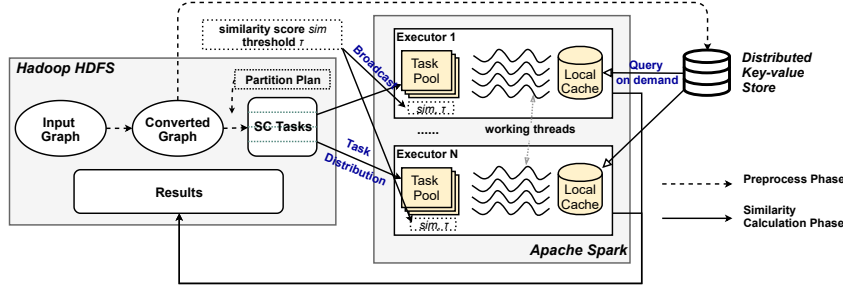 similarity score sim
threshold τ
Hadoop HDFS
Partition Plan
Input
Graph
Converted
Graph
SC Tasks
Results
Broadcast
Task
Distribution
Executor 1
Task
Pool
sim, τ
Local
Cache
......
working threads
Executor N
Task
Pool
sim, τ
Local
Cache
Apache Spark
Query
on demand
Distributed
Key-value
Store
Preprocess Phase
Similarity
Calculation Phase